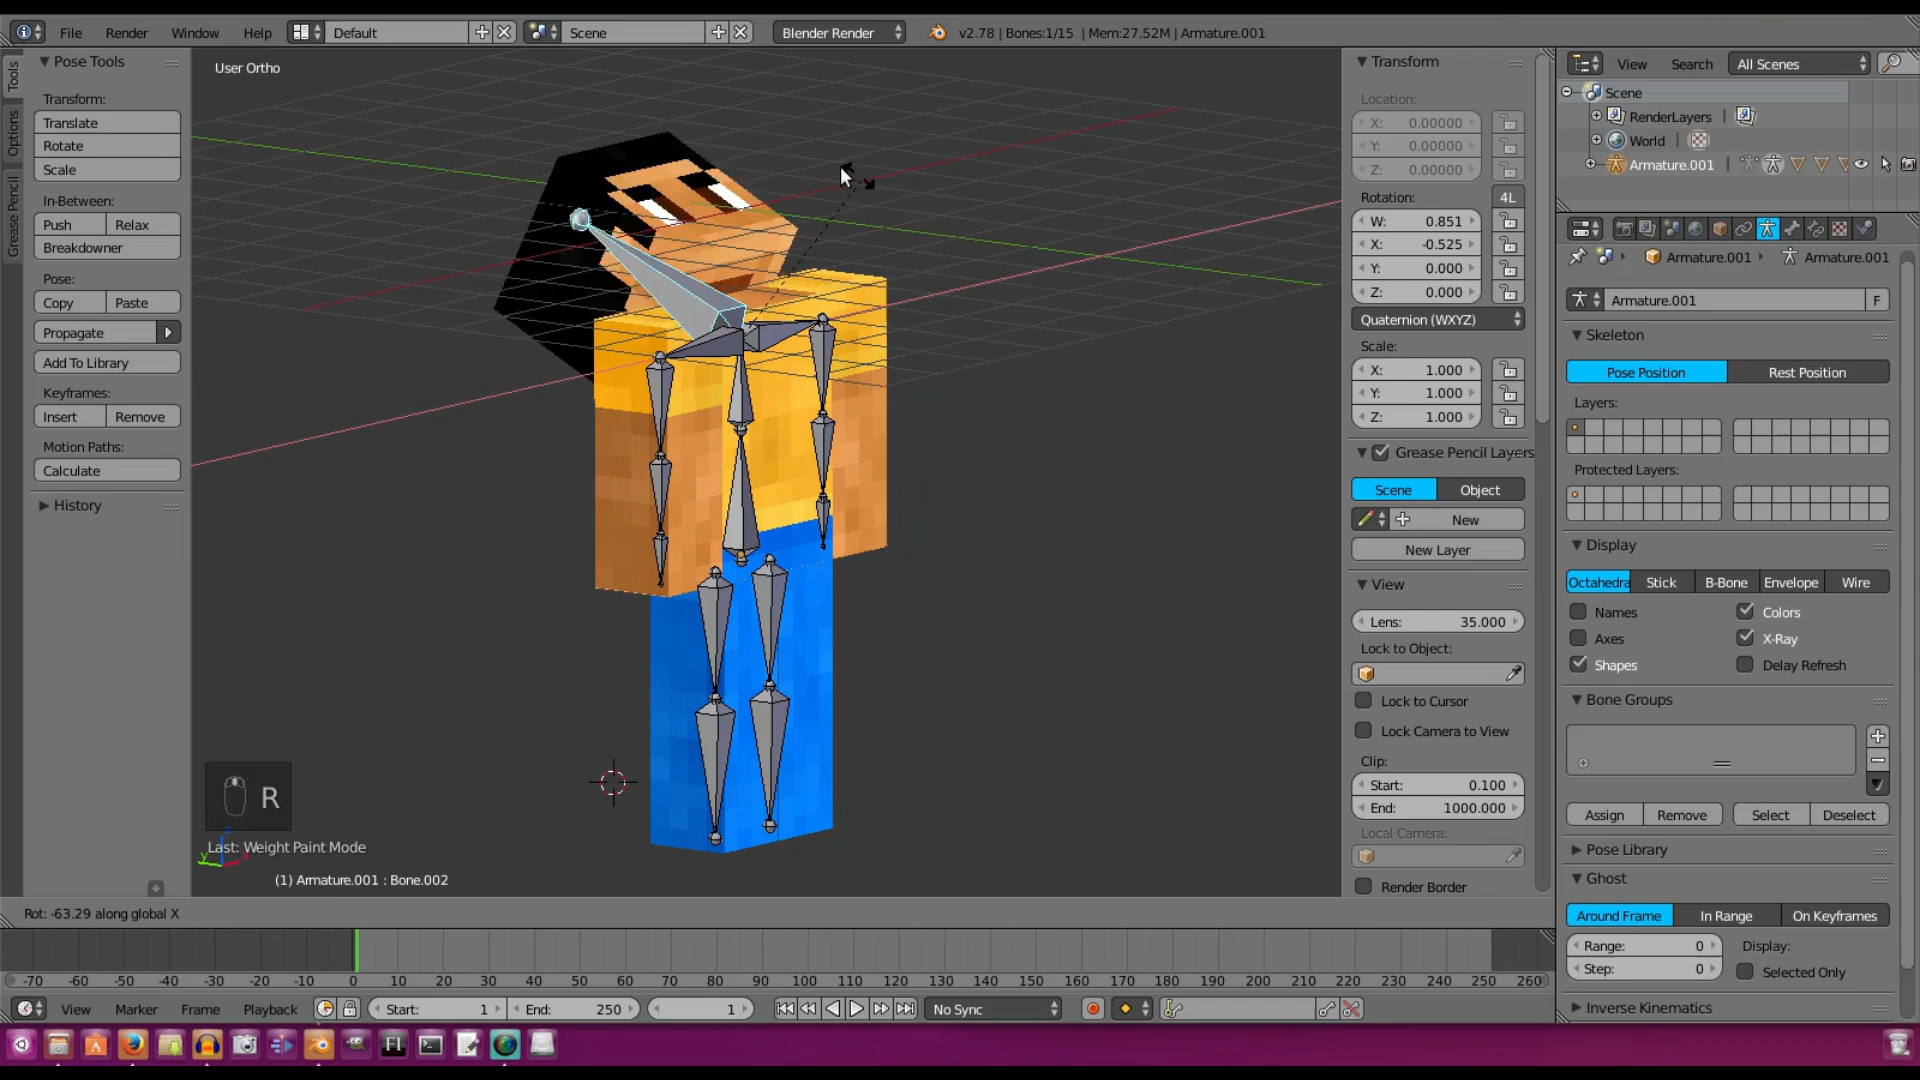 File Render Window Help Default Scene Blender Render v2.78 | Bones:1/15 | Mem:27.52M | Armature.001
Tools
Options
Grease Pencil
Pose Tools
Transform:
Translate
Rotate
Scale
In-Between:
Push Relax
Breakdowner
Pose:
Copy Paste
Propagate
Add To Library
Keyframes:
Insert Remove
Motion Paths:
Calculate
History
User Ortho
R
Last: Weight Paint Mode
(1) Armature.001 : Bone.002
Rot: -63.29 along global X
Transform
Location:
X: 0.00000
Y: 0.00000
Z: 0.00000
Rotation: 4L
W: 0.851
X: -0.525
Y: 0.000
Z: 0.000
Quaternion (WXYZ)
Scale:
X: 1.000
Y: 1.000
Z: 1.000
Grease Pencil Layers
Scene Object
New
New Layer
View
Lens: 35.000
Lock to Object:
Lock to Cursor
Lock Camera to View
Clip:
Start: 0.100
End: 1000.000
Local Camera:
Render Border
View Search All Scenes
Scene
RenderLayers |
World |
Armature.001
Armature.001 Armature.001
Armature.001 F
Skeleton
Pose Position Rest Position
Layers:
Protected Layers:
Display
Octahedra Stick B-Bone Envelope Wire
Names Colors
Axes X-Ray
Shapes Delay Refresh
Bone Groups
Assign Remove Select Deselect
Pose Library
Ghost
Around Frame In Range On Keyframes
Range: 0 Display:
Step: 0 Selected Only
Inverse Kinematics
-70 -60 -50 -40 -30 -20 -10 0 10 20 30 40 50 60 70 80 90 100 110 120 130 140 150 160 170 180 190 200 210 220 230 240 250 260
View Marker Frame Playback Start: 1 End: 250 1 No Sync